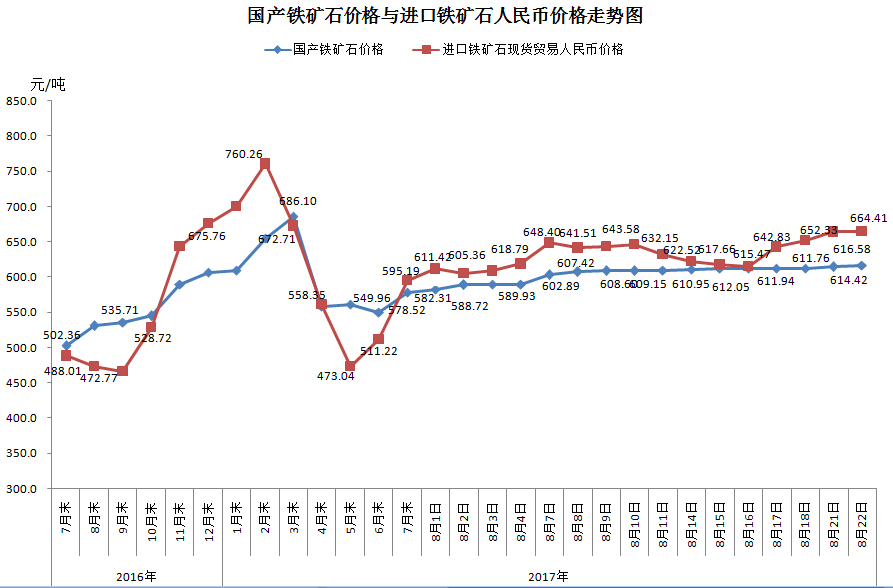 国产铁矿石价格与进口铁矿石人民币价格走势图
国产铁矿石价格 进口铁矿石现货贸易人民币价格
元/吨
850.0
800.0
750.0
700.0
650.0
600.0
550.0
500.0
450.0
400.0
350.0
300.0
502.36
488.01
472.77
535.71
528.72
675.76
760.26
672.71
686.10
558.35
473.04
549.96
511.22
595.19
578.52
611.42
582.31
605.36
588.72
618.79
589.93
648.40
602.89
641.51
607.42
643.58
608.60
632.15
609.15
622.52
610.95
617.66
612.05
615.47
642.83
611.94
652.33
611.76
616.58
614.42
664.41
7月末
8月末
9月末
10月末
11月末
12月末
1月末
2月末
3月末
4月末
5月末
6月末
7月末
8月1日
8月2日
8月3日
8月4日
8月7日
8月8日
8月9日
8月10日
8月11日
8月14日
8月15日
8月16日
8月17日
8月18日
8月21日
8月22日
2016年 2017年